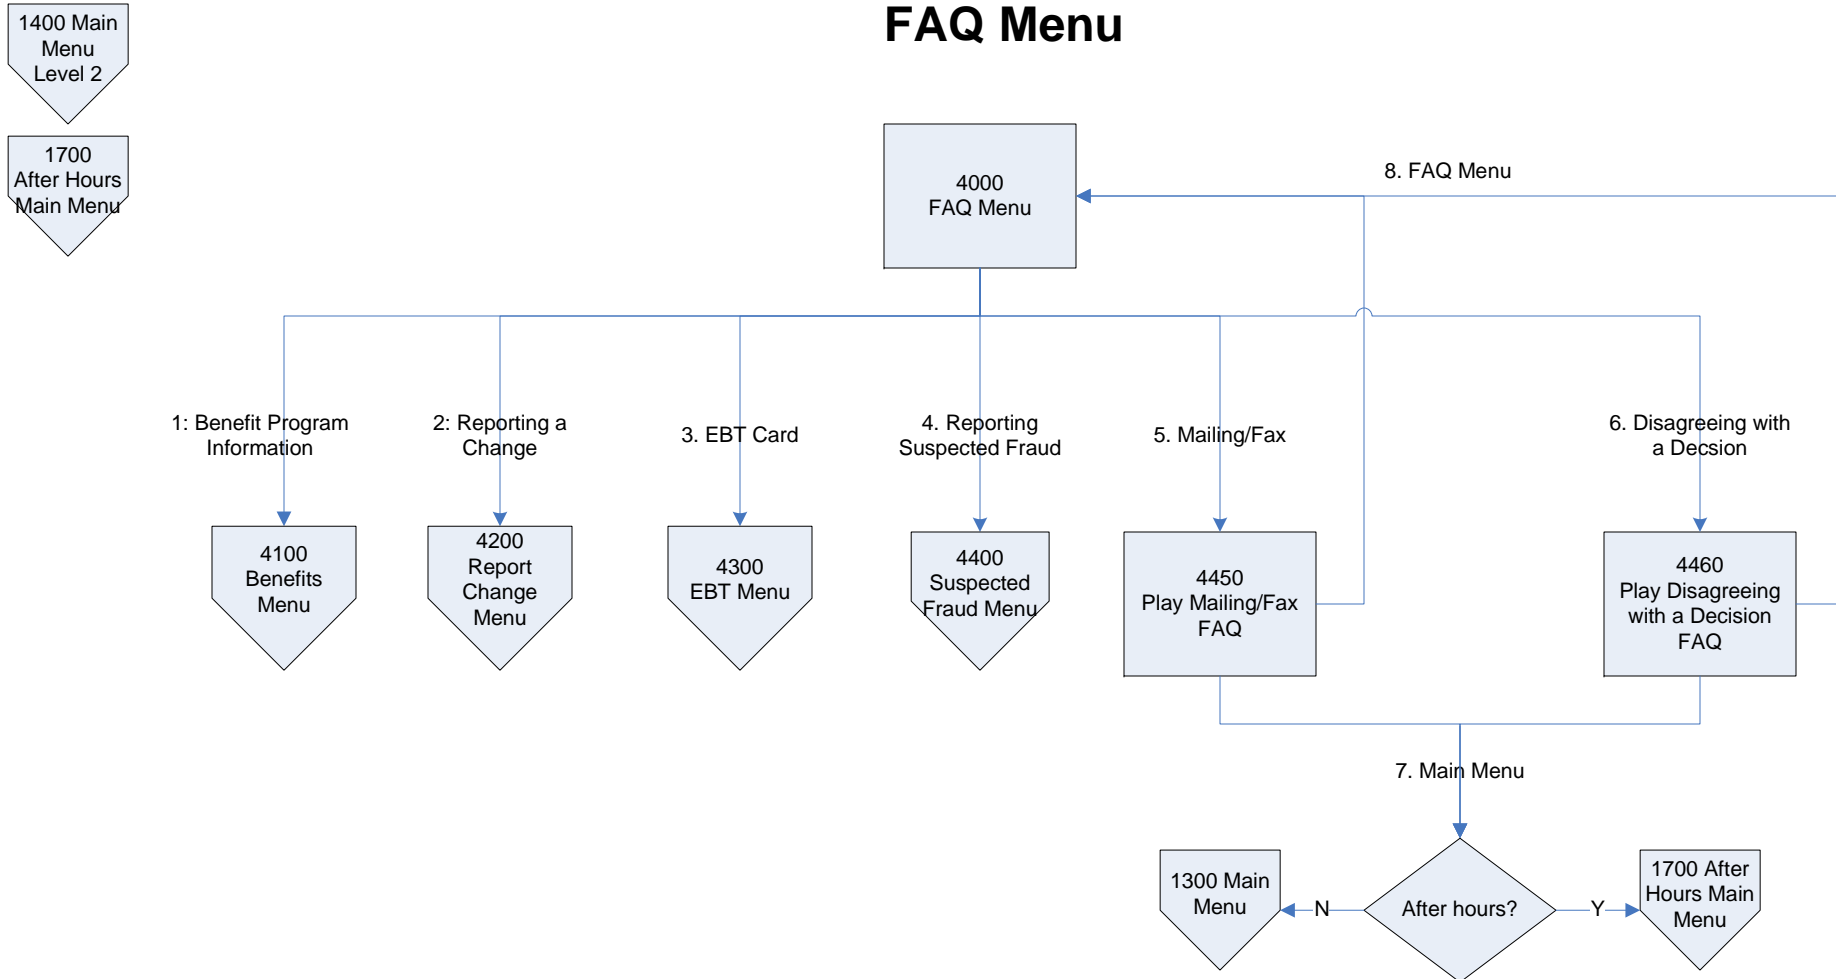 FAQ Menu
1400 Main
Menu
Level 2
1700
After Hours
Main Menu
4000
FAQ Menu
8. FAQ Menu
1: Benefit Program
Information
2: Reporting a
Change
3. EBT Card
4. Reporting
Suspected Fraud
5. Mailing/Fax
6. Disagreeing with
a Decsion
4100
Benefits
Menu
4200
Report
Change
Menu
4300
EBT Menu
4400
Suspected
Fraud Menu
4450
Play Mailing/Fax
FAQ
4460
Play Disagreeing
with a Decision
FAQ
7. Main Menu
1300 Main
Menu
N
After hours?
Y
1700 After
Hours Main
Menu